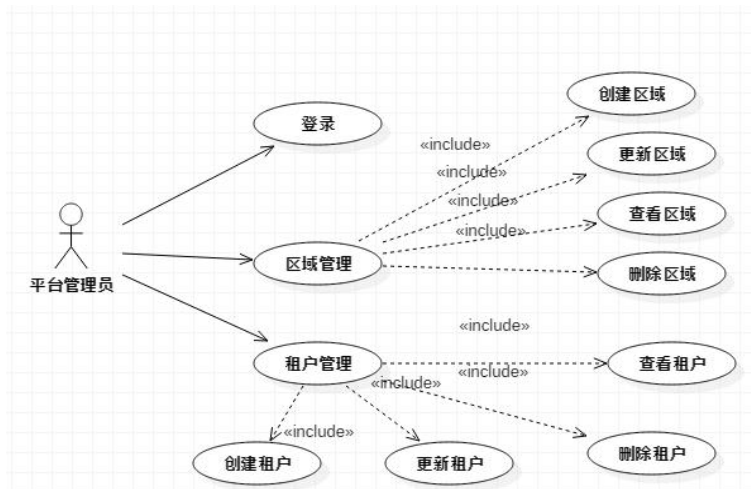 创建区域
登录
«include»
更新区域
«include»
«include»
查看区域
«include»
平台管理员
区域管理
删除区域
«include»
租户管理
查看租户
«include»
«include»
«include»
创建租户
更新租户
删除租户